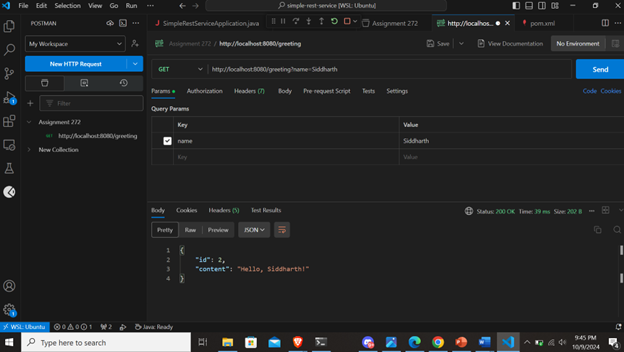 File Edit Selection View Go Run ... simple-rest-service [WSL: Ubuntu]
POSTMAN
SimpleRestServiceApplication.java Assignment 272 http://localhos... pom.xml
My Workspace
Assignment 272 / http://localhost:8080/greeting Save View Documentation No Environment
New HTTP Request
GET http://localhost:8080/greeting?name=Siddharth Send
Params Authorization Headers (7) Body Pre-request Script Tests Settings Code Cookies
Filter
Query Params
Assignment 272
Key Value
http://localhost:8080/greeting
name Siddharth
New Collection
Key Value
Body Cookies Headers (5) Test Results Status: 200 OK Time: 39 ms Size: 202 B
Pretty Raw Preview JSON
1 {
2 "id": 2,
3 "content": "Hello, Siddharth!"
4 }
WSL: Ubuntu 0 0 1 2 Java: Ready
Type here to search
9:45 PM
10/9/2024